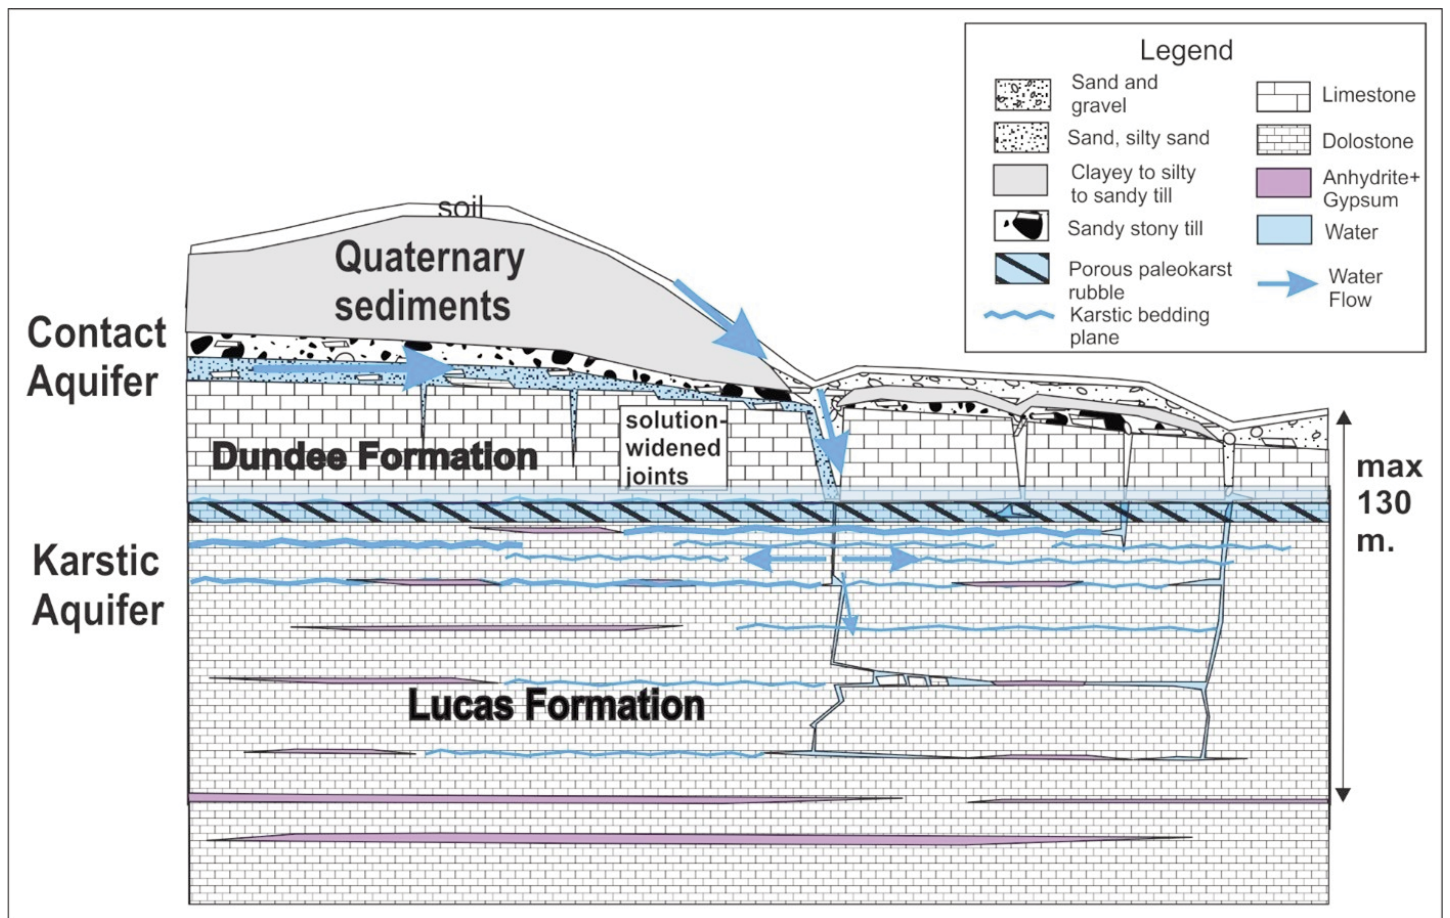 Legend
Sand and
gravel
Sand, silty sand
Clayey to silty
to sandy till
Sandy stony till
Porous paleokarst
rubble
Karstic bedding
plane
Limestone
Dolostone
Anhydrite+
Gypsum
Water
Water
Flow
soil
Quaternary
sediments
Contact
Aquifer
solution-
widened
joints
Dundee Formation
max
130
m.
Karstic
Aquifer
Lucas Formation